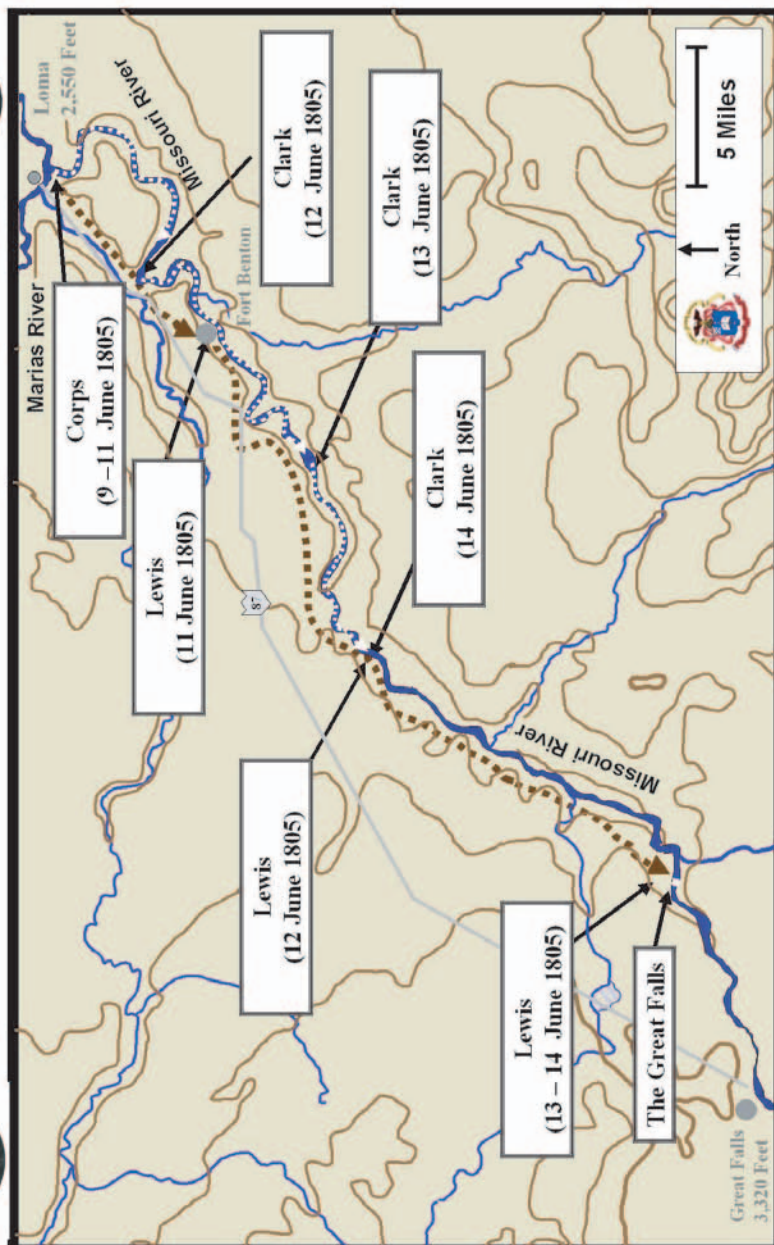 Loma
2,550 Feet
Missouri River
Marias River
Corps
(9 –11 June 1805)
Clark
(12 June 1805)
Fort Benton
Lewis
(11 June 1805)
Clark
(13 June 1805)
Clark
(14 June 1805)
87
Lewis
(12 June 1805)
Missouri River
Lewis
(13 – 14 June 1805)
The Great Falls
Great Falls
3,320 Feet
North
5 Miles